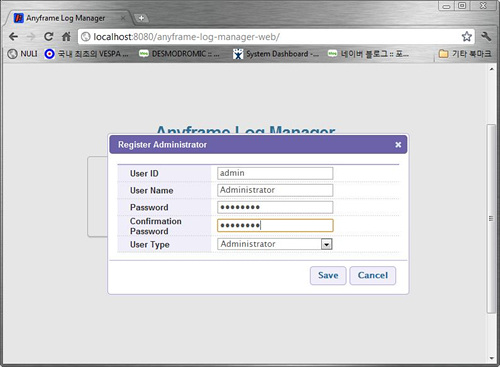 Anyframe Log Manager
localhost:8080/anyframe-log-manager-web/
NULI 국내 최초의 VESPA ... DESMODROMIC :: ... System Dashboard - ... 네이버 블로그 :: 포... 기타 북마크
Anyframe Log Manager
Register Administrator
User ID admin
User Name Administrator
Password ••••••••
Confirmation
Password ••••••••
User Type Administrator
Save Cancel